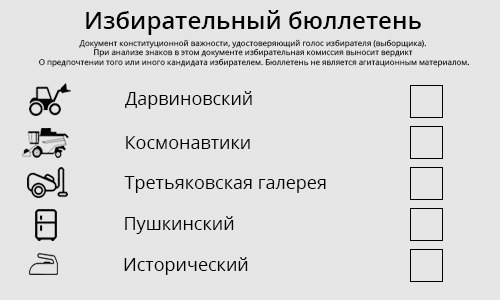 Избирательный бюллетень
Документ конституционной важности, удостоверяющий голос избирателя (выборщика).
При анализе знаков в этом документе избирательная комиссия выносит вердикт
О предпочтении того или иного кандидата избирателем. Бюллетень не является агитационным материалом.
Дарвиновский
Космонавтики
Третьяковская галерея
Пушкинский
Исторический